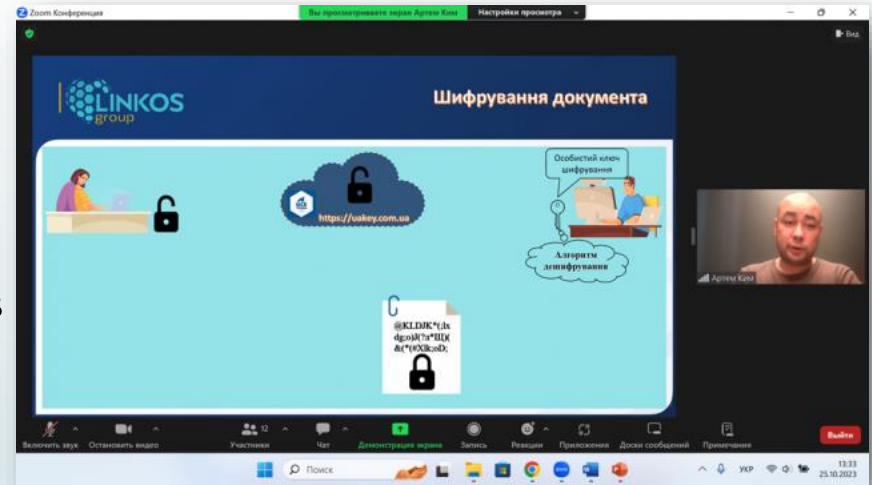 Zoom Конференция
Вы просматриваете экран Артем Ким
Настройки просмотра
Вид
LINKOS
group
Шифрування документа
Особистий ключ
шифрування
https://uakey.com.ua
Алгоритм
дешифрування
Артем Ким
Включить звук
Остановить видео
Участники
12
Чат
Демонстрация экрана
Запись
Реакции
Приложения
Доски сообщений
Примечание
Выйти
Поиск
УКР
13:33
25.10.2023